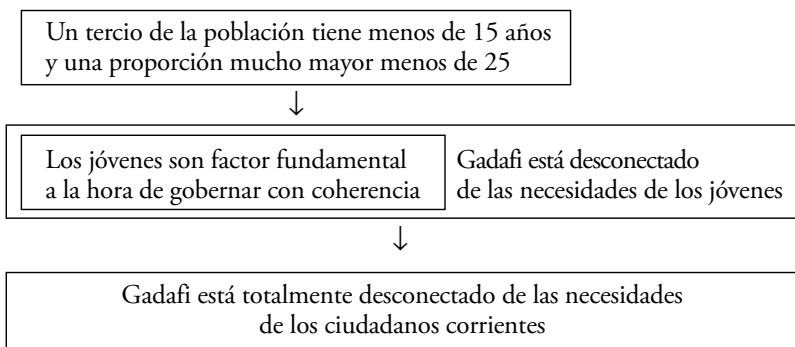 Un tercio de la población tiene menos de 15 años
y una proporción mucho mayor menos de 25
↓
Los jóvenes son factor fundamental
a la hora de gobernar con coherencia
Gadafi está desconectado
de las necesidades de los jóvenes
↓
Gadafi está totalmente desconectado de las necesidades
de los ciudadanos corrientes